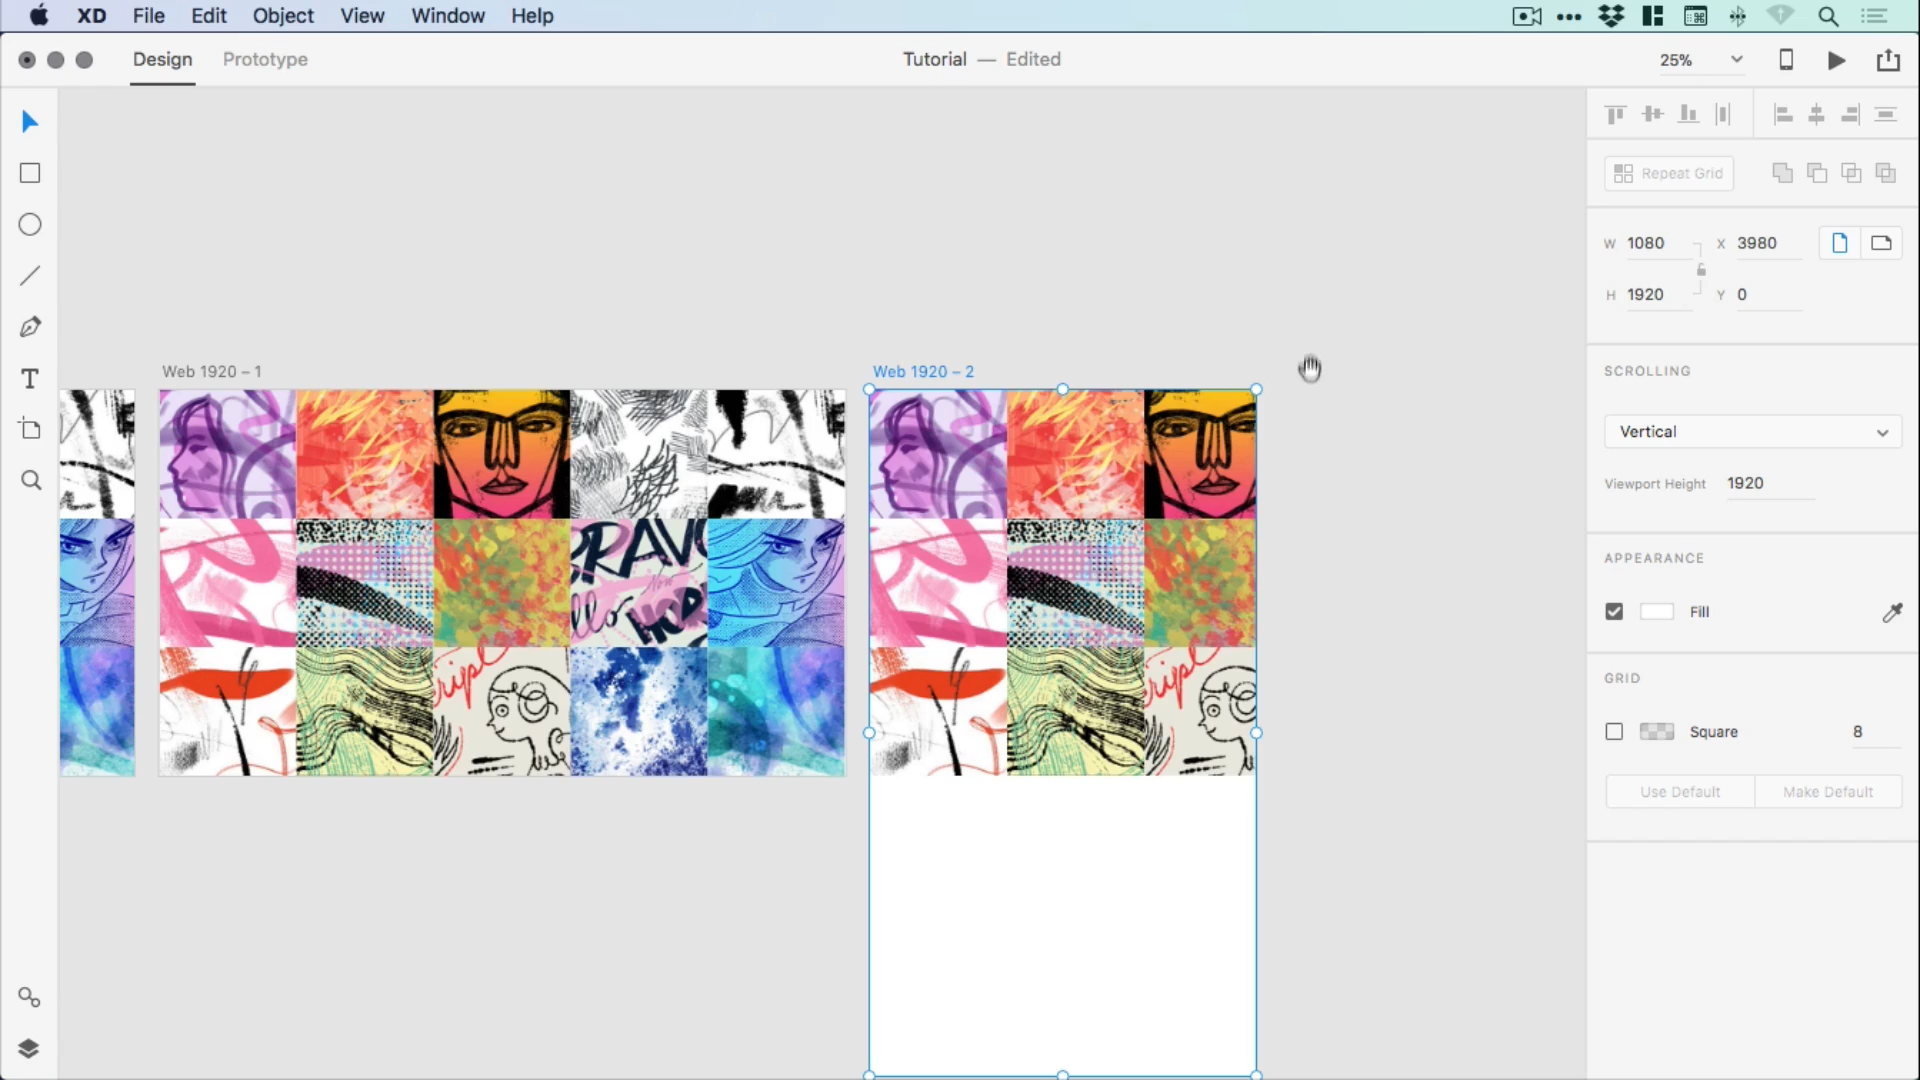 XD File Edit Object View Window Help
Design Prototype
Tutorial — Edited
25%
Repeat Grid
W 1080 X 3980
H 1920 Y 0
SCROLLING
Vertical
Viewport Height 1920
APPEARANCE
Fill
GRID
Square 8
Use Default Make Default
Web 1920 – 1
Web 1920 – 2
BRAVO
Now